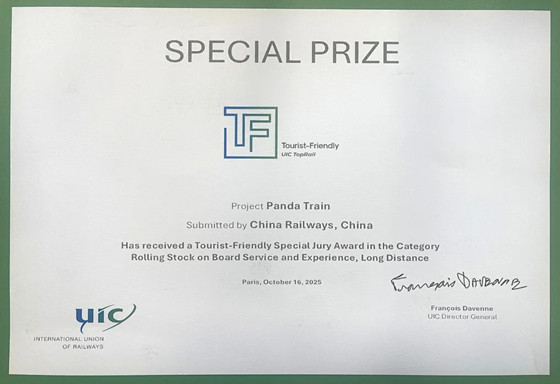 SPECIAL PRIZE
TF
Tourist-Friendly
UIC TopRail
Project Panda Train
Submitted by China Railways, China
Has received a Tourist-Friendly Special Jury Award in the Category
Rolling Stock on Board Service and Experience, Long Distance
Paris, October 16, 2025
François Davenne
François Davenne
UIC Director General
uic
INTERNATIONAL UNION
OF RAILWAYS